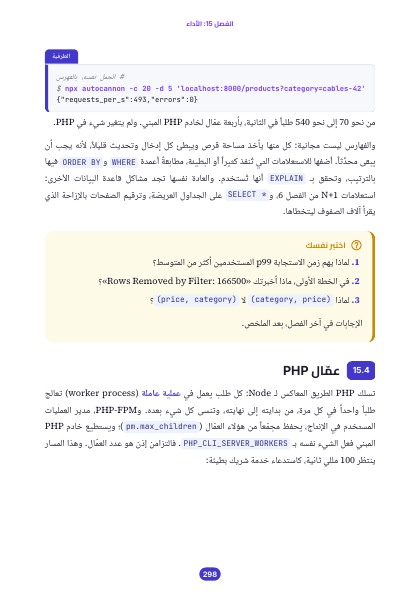 الفصل 15: الأداء
الطرفية
# الحمل نفسه، بالفهرس
$ npx autocannon -c 20 -d 5 'localhost:8000/products?category=cables-42'
{"requests_per_s":493,"errors":0}
من نحو 70 إلى نحو 540 طلباً في الثانية، بأربعة عمّال لخادم PHP المبني. ولم يتغير شيء في PHP.
والفهارس ليست مجانية: كل منها يأخذ مساحة قرص ويبطئ كل إدخال وتحديث قليلاً، لأنه يجب أن
يبقى محدَّثاً. أضفها للاستعلامات التي تُنفذ كثيراً أو البطيئة، مطابقةً أعمدة WHERE و ORDER BY فيها
بالترتيب، وتحقق بـ EXPLAIN أنها تُستخدم. والعادة نفسها تجد مشاكل قاعدة البيانات الأخرى:
استعلامات N+1 من الفصل 6، و SELECT * على الجداول العريضة، وترقيم الصفحات بالإزاحة الذي
يقرأ آلاف الصفوف ليتخطاها.
اختبر نفسك
1. لماذا يهم زمن الاستجابة p99 المستخدمين أكثر من المتوسط؟
2. في الخطة الأولى، ماذا أخبرتك «Rows Removed by Filter: 166500»؟
3. لماذا (category, price) لا (price, category) ؟
الإجابات في آخر الفصل، بعد الملخص.
15.4 عمّال PHP
تسلك PHP الطريق المعاكس لـ Node: كل طلب يعمل في عملية عاملة (worker process) تعالج
طلباً واحداً في كل مرة، من بدايته إلى نهايته، وتنسى كل شيء بعده. وPHP-FPM، مدير العمليات
المستخدم في الإنتاج، يحفظ مجمّعاً من هؤلاء العمّال (pm.max_children)؛ ويستطيع خادم PHP
المبني فعل الشيء نفسه بـ PHP_CLI_SERVER_WORKERS. فالتزامن إذن هو عدد العمّال. وهذا المسار
ينتظر 100 مللي ثانية، كاستدعاء خدمة شريك بطيئة:
298